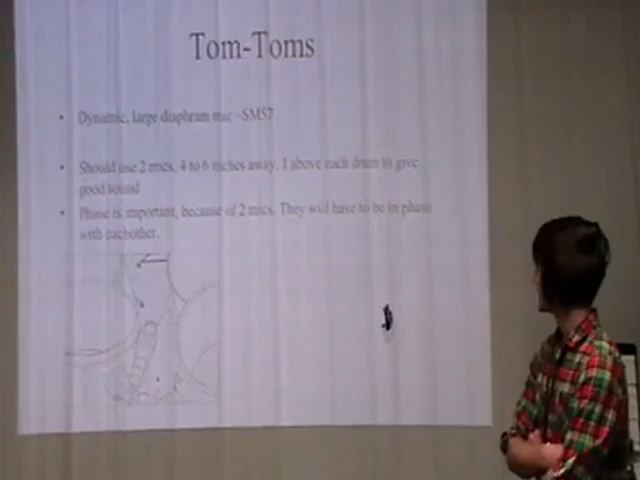 Tom-Toms
• Dynamic, large diaphram mic -SM57
• Should use 2 mics, 4 to 6 inches away, 1 above each drum to give
good sound
• Phase is important, because of 2 mics. They will have to be in phase
with eachother.